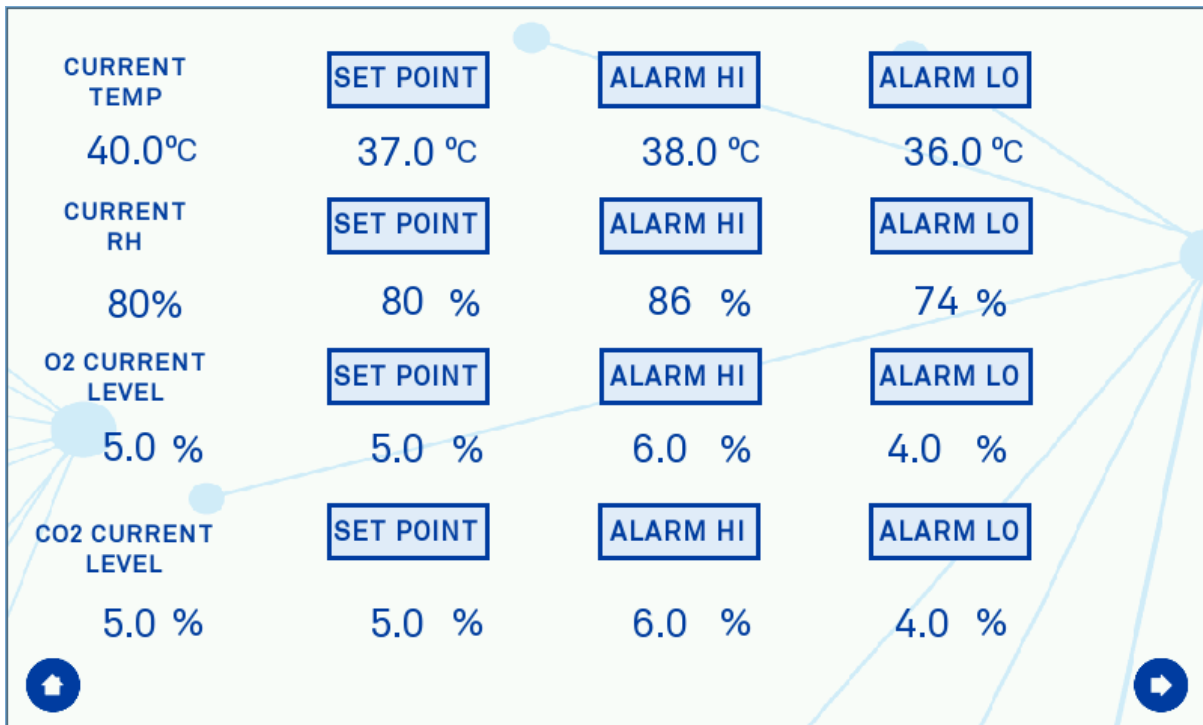 CURRENT TEMP SET POINT ALARM HI ALARM LO
40.0ºC 37.0 ºC 38.0 ºC 36.0 ºC
CURRENT RH SET POINT ALARM HI ALARM LO
80% 80 % 86 % 74 %
O2 CURRENT LEVEL SET POINT ALARM HI ALARM LO
5.0 % 5.0 % 6.0 % 4.0 %
CO2 CURRENT LEVEL SET POINT ALARM HI ALARM LO
5.0 % 5.0 % 6.0 % 4.0 %